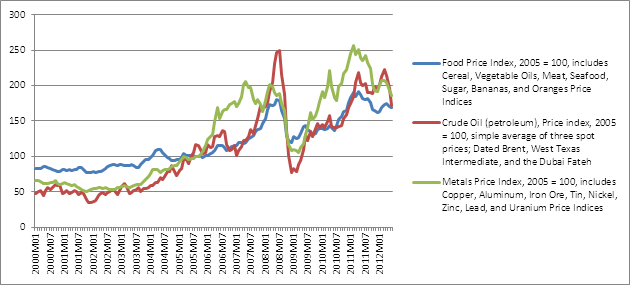 300
250
200
150
100
50
0
2000M01
2000M07
2001M01
2001M07
2002M01
2002M07
2003M01
2003M07
2004M01
2004M07
2005M01
2005M07
2006M01
2006M07
2007M01
2007M07
2008M01
2008M07
2009M01
2009M07
2010M01
2010M07
2011M01
2011M07
2012M01
Food Price Index, 2005 = 100, includes
Cereal, Vegetable Oils, Meat, Seafood,
Sugar, Bananas, and Oranges Price
Indices
Crude Oil (petroleum), Price index, 2005
= 100, simple average of three spot
prices; Dated Brent, West Texas
Intermediate, and the Dubai Fateh
Metals Price Index, 2005 = 100, includes
Copper, Aluminum, Iron Ore, Tin, Nickel,
Zinc, Lead, and Uranium Price Indices